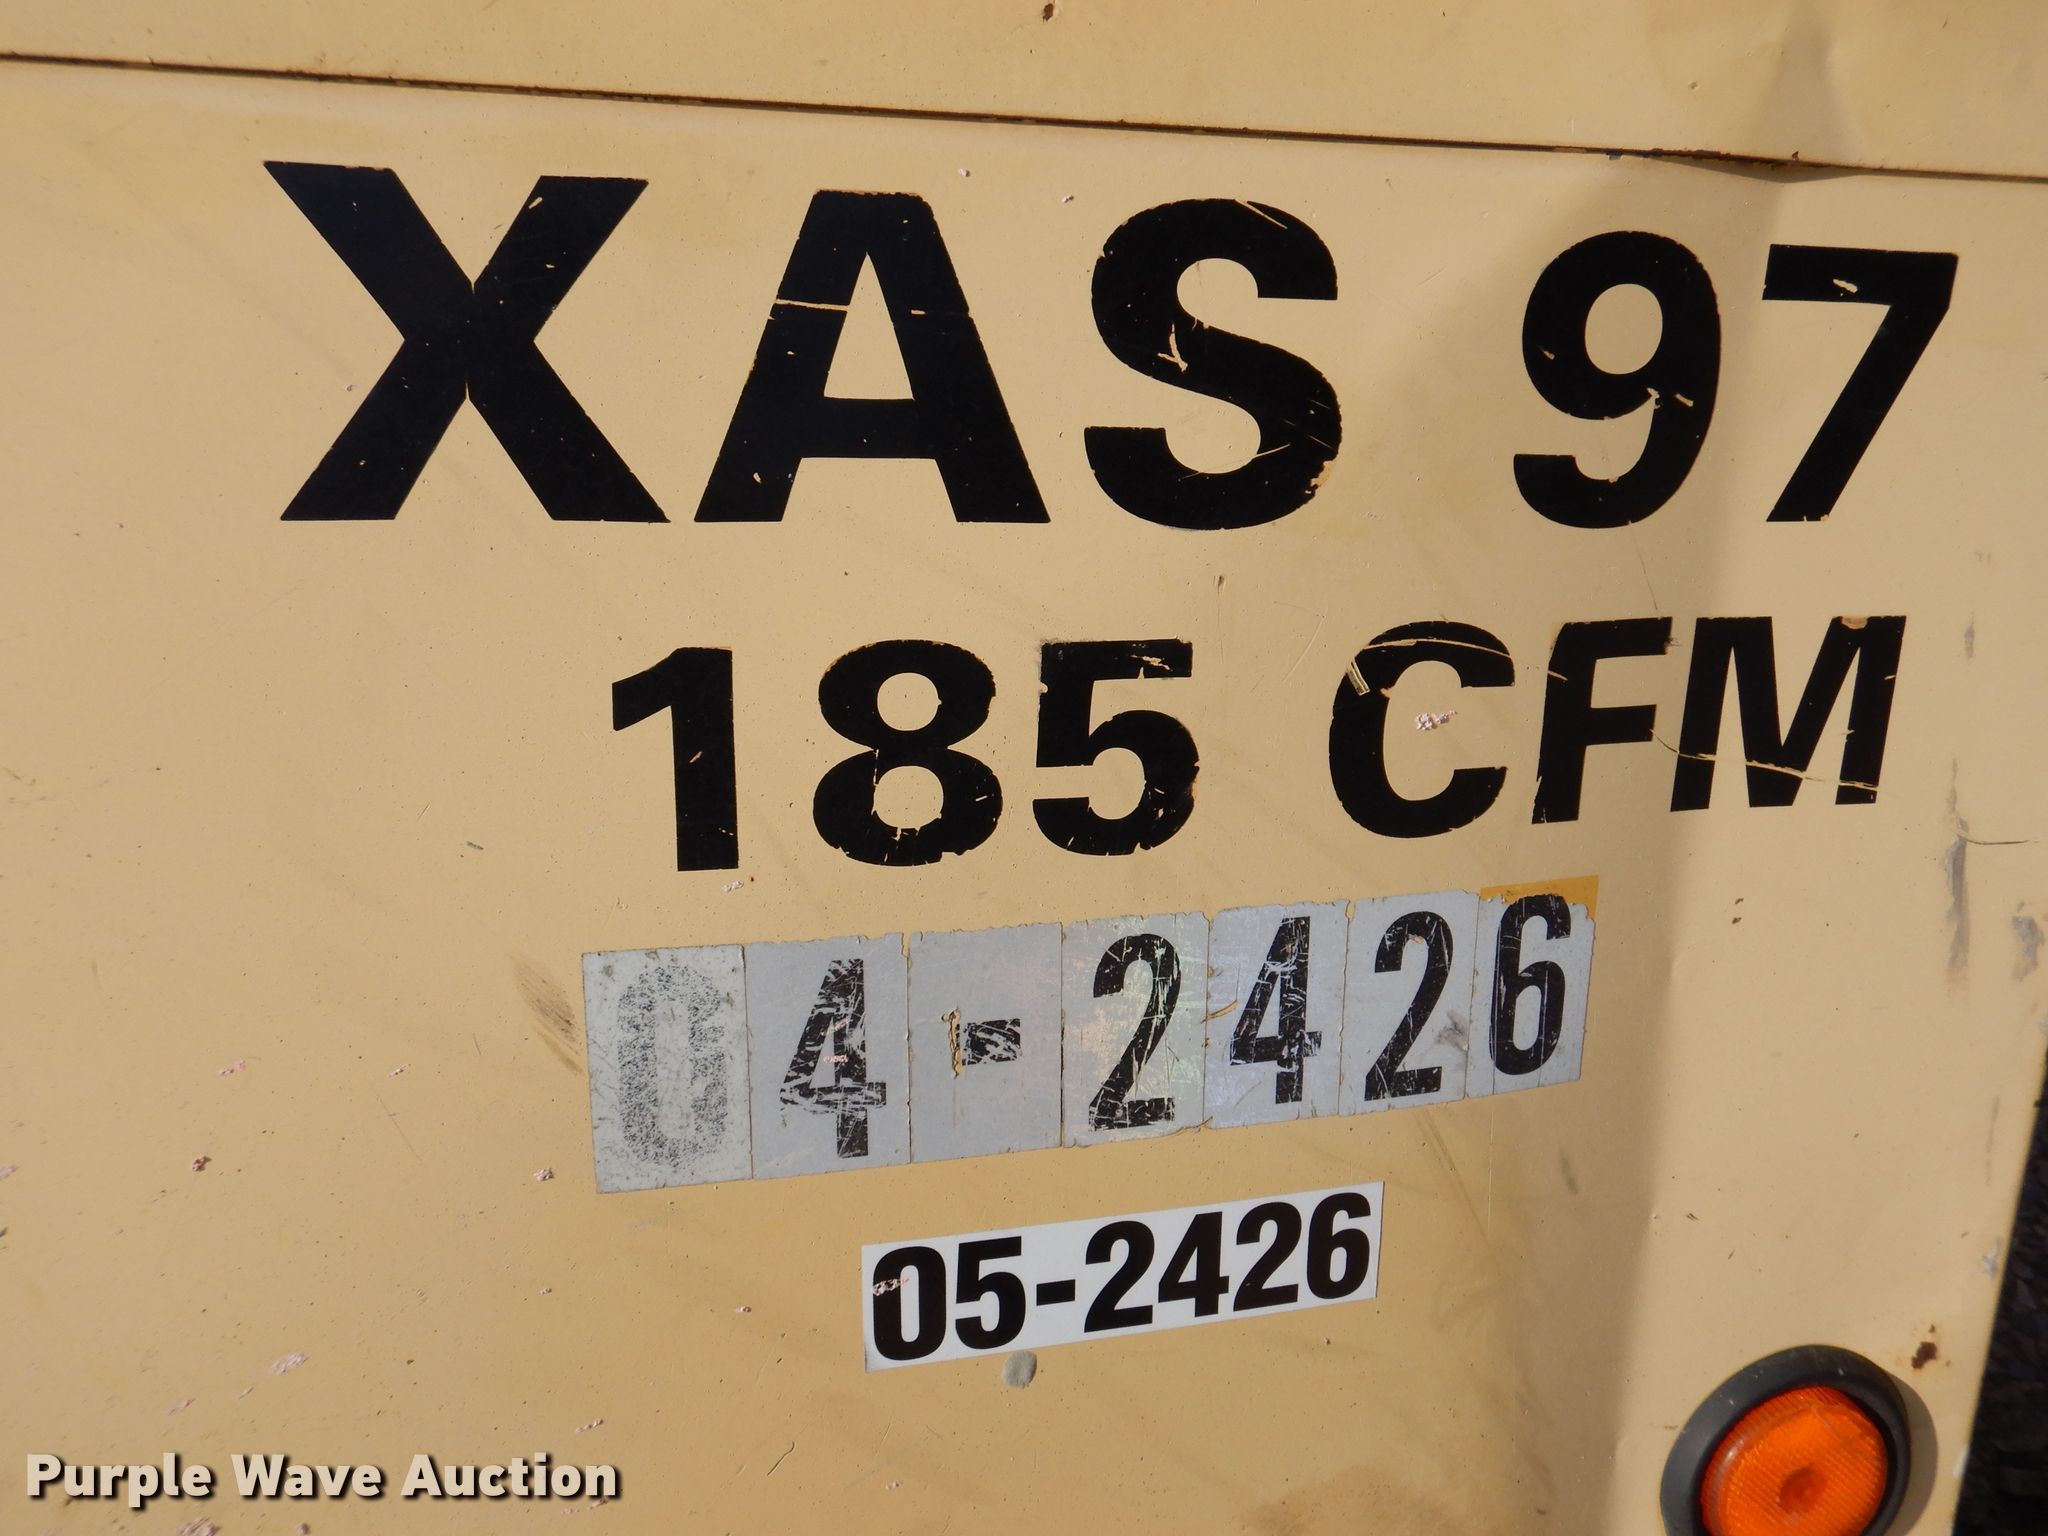 XAS 97
185 CFM
04-2426
05-2426
Purple Wave Auction